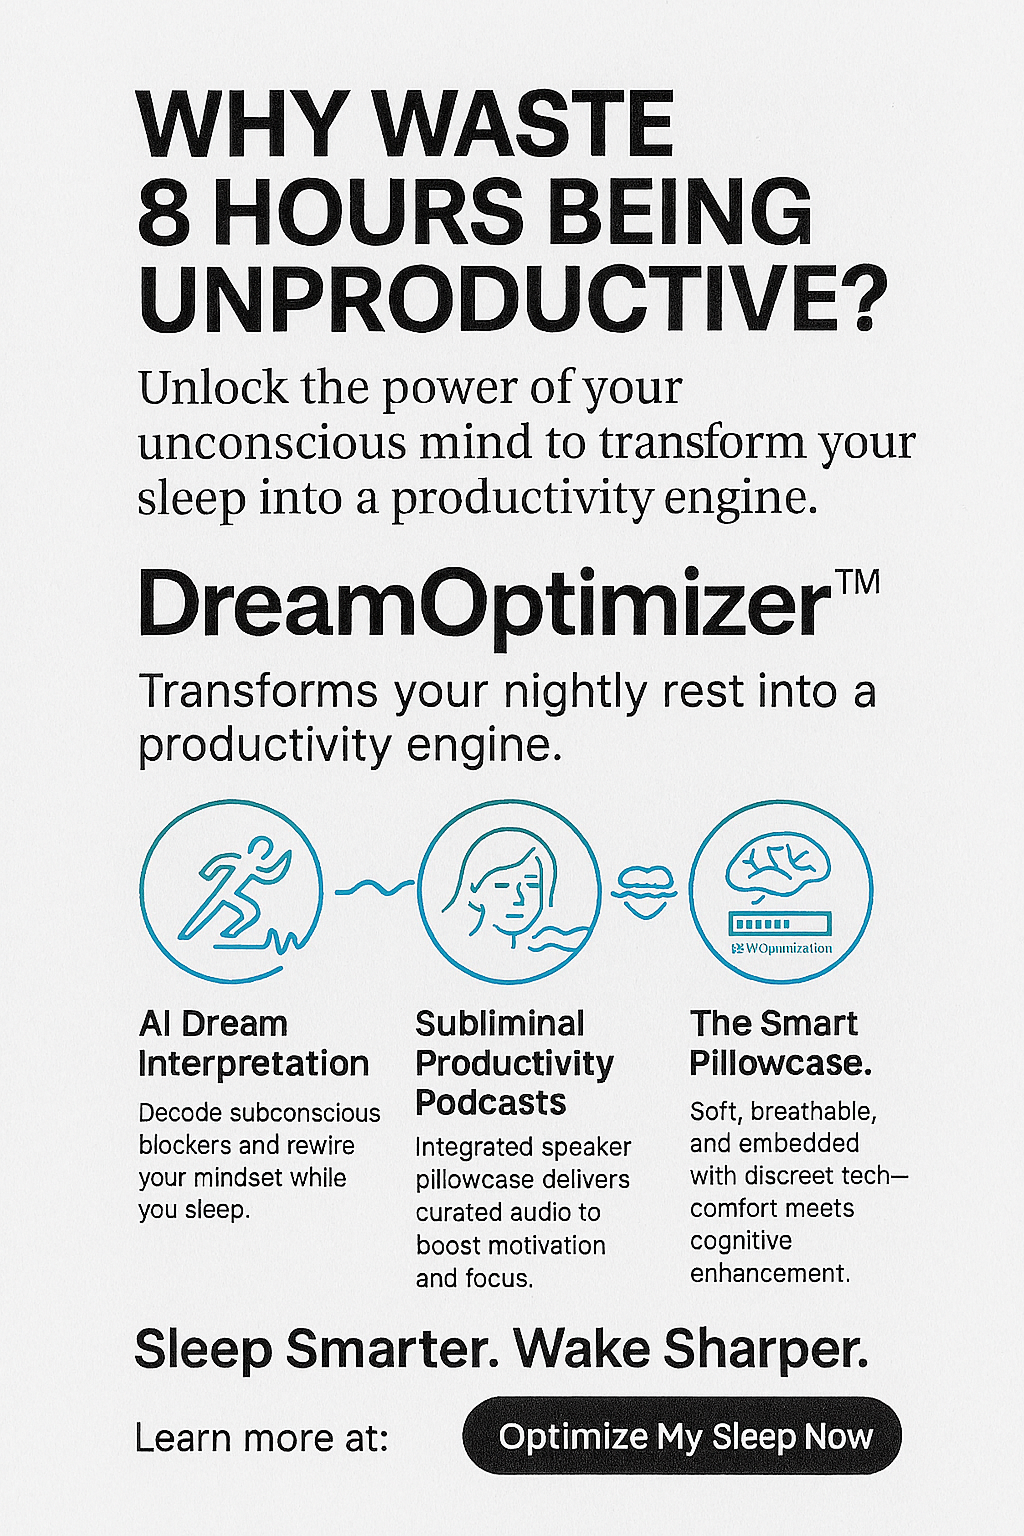 WHY WASTE
8 HOURS BEING
UNPRODUCTIVE?
Unlock the power of your
unconscious mind to transform your
sleep into a productivity engine.
DreamOptimizer™
Transforms your nightly rest into a
productivity engine.
AI Dream
Interpretation
Decode subconscious
blockers and rewire
your mindset while
you sleep.
Subliminal
Productivity
Podcasts
Integrated speaker
pillowcase delivers
curated audio to
boost motivation
and focus.
The Smart
Pillowcase.
Soft, breathable,
and embedded
with discreet tech—
comfort meets
cognitive
enhancement.
Sleep Smarter. Wake Sharper.
Learn more at:
Optimize My Sleep Now